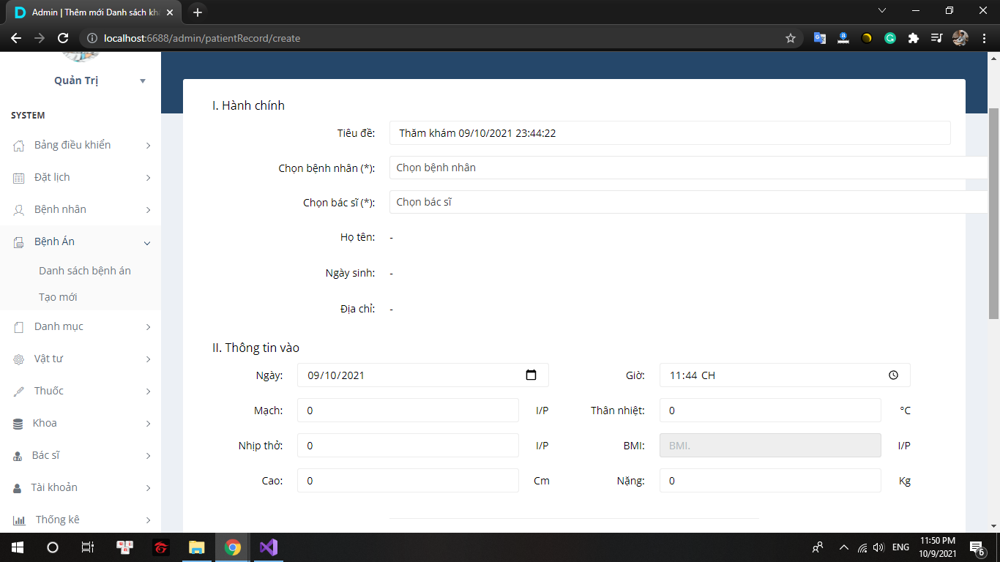 Admin | Thêm mới Danh sách kh
localhost:6688/admin/patientRecord/create
Quản Trị
SYSTEM
Bảng điều khiển
Đặt lịch
Bệnh nhân
Bệnh Án
Danh sách bệnh án
Tạo mới
Danh mục
Vật tư
Thuốc
Khoa
Bác sĩ
Tài khoản
Thống kê
I. Hành chính
Tiêu đề: Thăm khám 09/10/2021 23:44:22
Chọn bệnh nhân (*): Chọn bệnh nhân
Chọn bác sĩ (*): Chọn bác sĩ
Họ tên: -
Ngày sinh: -
Địa chỉ: -
II. Thông tin vào
Ngày: 09/10/2021 Giờ: 11:44 CH
Mạch: 0 I/P Thân nhiệt: 0 °C
Nhịp thở: 0 I/P BMI: BMI. I/P
Cao: 0 Cm Nặng: 0 Kg
ENG
11:50 PM
10/9/2021
6